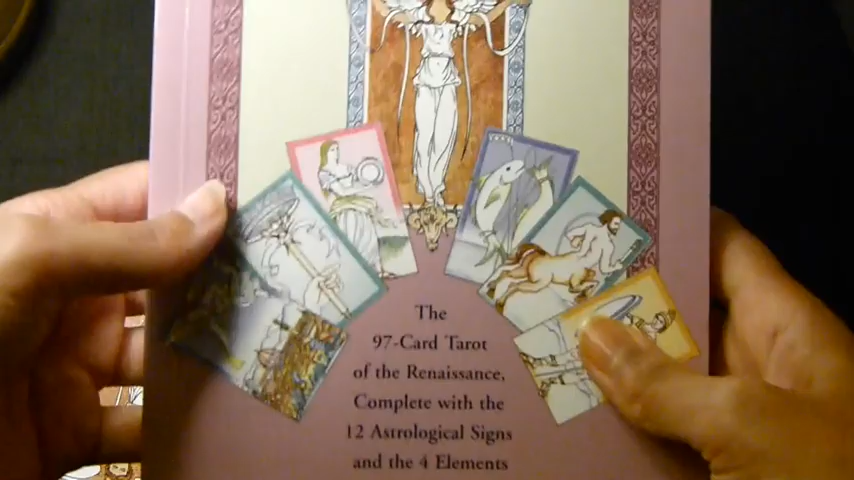 The
97-Card Tarot
of the Renaissance,
Complete with the
12 Astrological Signs
and the 4 Elements